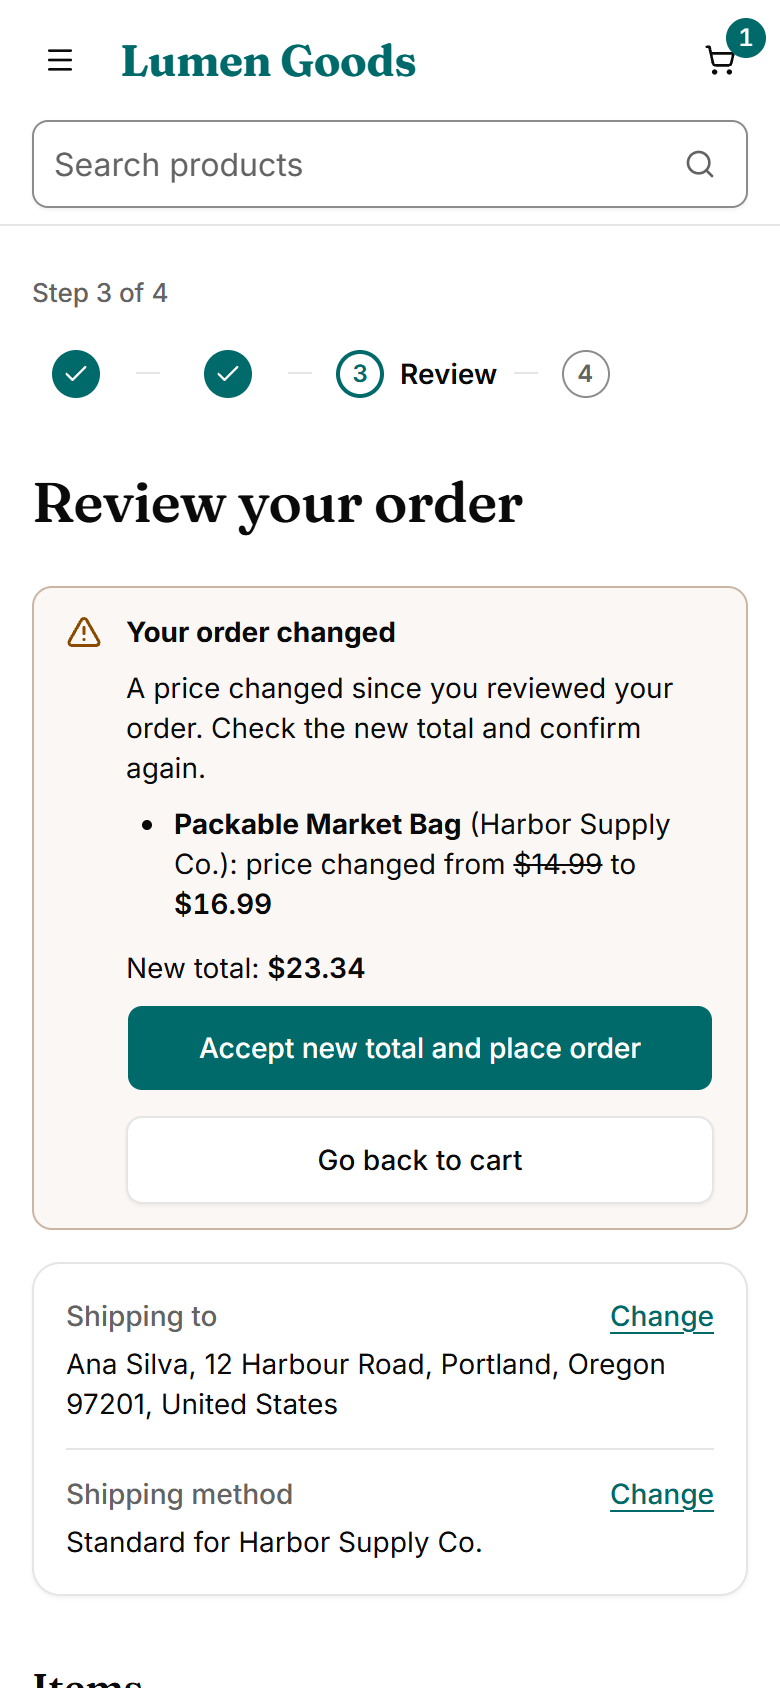 Lumen Goods
1
Search products
Step 3 of 4
3 Review 4
Review your order
Your order changed
A price changed since you reviewed your
order. Check the new total and confirm
again.
• Packable Market Bag (Harbor Supply
Co.): price changed from $14.99 to
$16.99
New total: $23.34
Accept new total and place order
Go back to cart
Shipping to Change
Ana Silva, 12 Harbour Road, Portland, Oregon
97201, United States
Shipping method Change
Standard for Harbor Supply Co.
Items